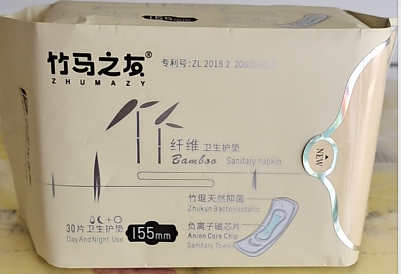 155mm
竹马之友®
ZHUMAZY
专利号:ZL 2018 2
竹纤维 卫生护垫
Bamboo Sanitary napkin
NEW
竹琨天然抑菌
Zhukun Bacteriostatic
30片卫生护垫
Day And Night Use
155mm
负离子磁芯片
Anion Core Chip
Sanitary Towel